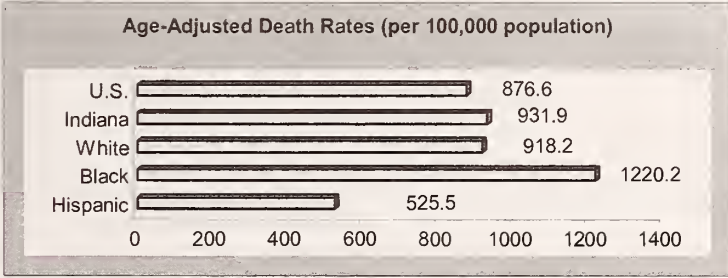 Age-Adjusted Death Rates (per 100,000 population)
U.S. 876.6
Indiana 931.9
White 918.2
Black 1220.2
Hispanic 525.5
0 200 400 600 800 1000 1200 1400